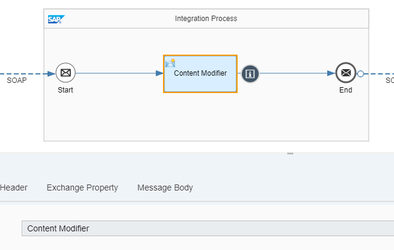 SAP
Integration Process
SOAP
Content Modifier
Start
End
Header
Exchange Property
Message Body
Content Modifier